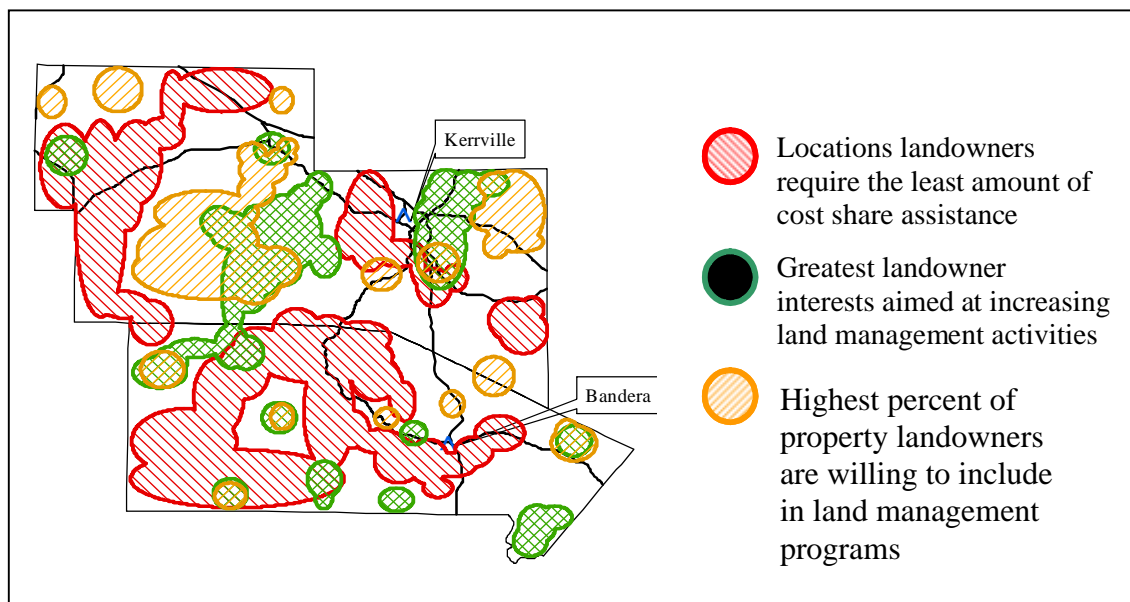 Kerrville
Bandera
Locations landowners
require the least amount of
cost share assistance
Greatest landowner
interests aimed at increasing
land management activities
Highest percent of
property landowners
are willing to include
in land management
programs